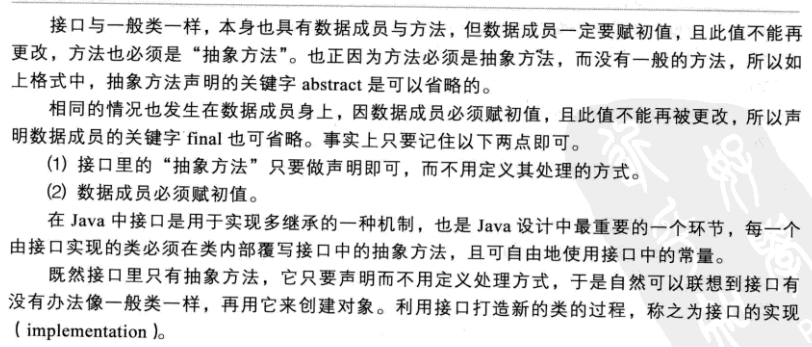 接口与一般类一样，本身也具有数据成员与方法，但数据成员一定要赋初值，且此值不能再
更改，方法也必须是“抽象方法”。也正因为方法必须是抽象方法，而没有一般的方法，所以如
上格式中，抽象方法声明的关键字 abstract 是可以省略的。
相同的情况也发生在数据成员身上，因数据成员必须赋初值，且此值不能再被更改，所以声
明数据成员的关键字 final 也可省略。事实上只要记住以下两点即可。
⑴ 接口里的“抽象方法”只要做声明即可，而不用定义其处理的方式。
⑵ 数据成员必须赋初值。
在 Java 中接口是用于实现多继承的一种机制，也是 Java 设计中最重要的一个环节，每一个
由接口实现的类必须在类内部覆写接口中的抽象方法，且可自由地使用接口中的常量。
既然接口里只有抽象方法，它只要声明而不用定义处理方式，于是自然可以联想到接口有
没有办法像一般类一样，再用它来创建对象。利用接口打造新的类的过程，称之为接口的实现
（implementation）。